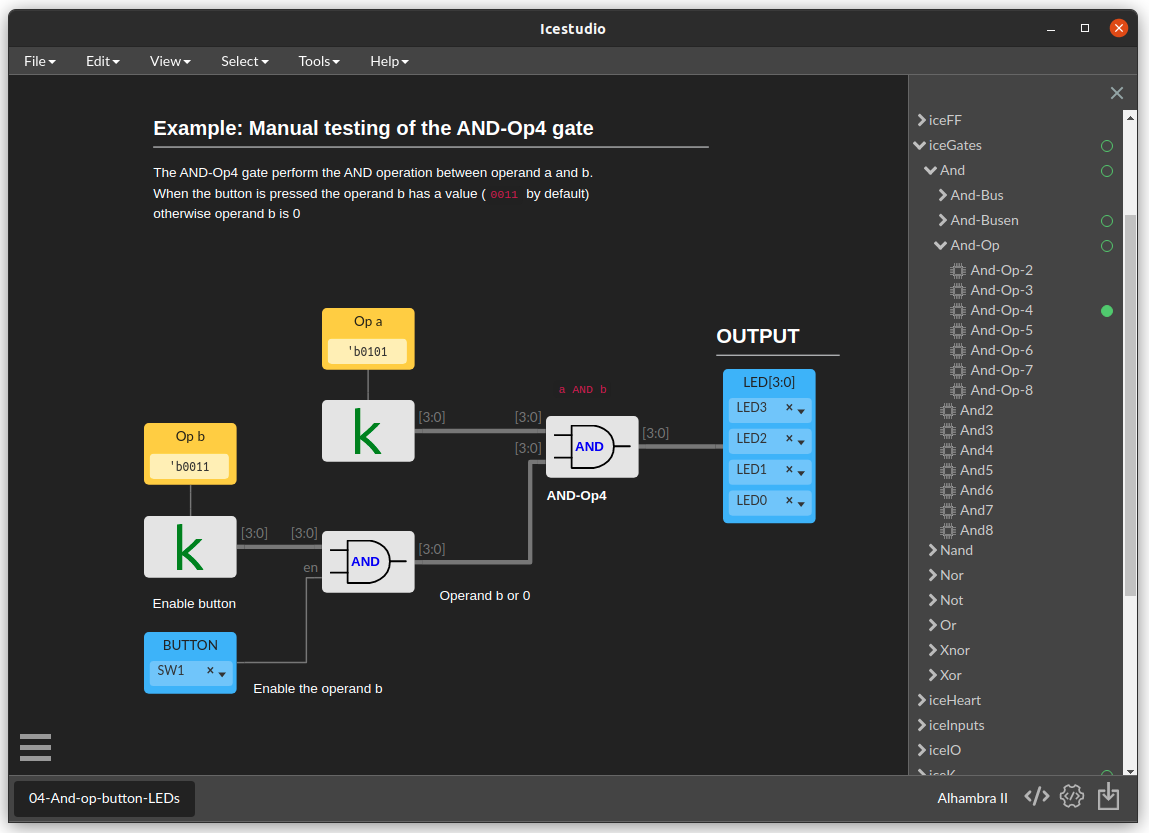 Icestudio
File Edit View Select Tools Help
Example: Manual testing of the AND-Op4 gate
The AND-Op4 gate perform the AND operation between operand a and b.
When the button is pressed the operand b has a value ( 0011 by default)
otherwise operand b is 0
Op a
'b0101
k
[3:0]
Op b
'b0011
k
[3:0]
[3:0]
en
AND
[3:0]
Enable button
Operand b or 0
BUTTON
SW1 ×
Enable the operand b
a AND b
[3:0]
[3:0]
AND
[3:0]
AND-Op4
OUTPUT
LED[3:0]
LED3 ×
LED2 ×
LED1 ×
LED0 ×
iceFF
iceGates
And
And-Bus
And-Busen
And-Op
And-Op-2
And-Op-3
And-Op-4
And-Op-5
And-Op-6
And-Op-7
And-Op-8
And2
And3
And4
And5
And6
And7
And8
Nand
Nor
Not
Or
Xnor
Xor
iceHeart
iceInputs
iceIO
iceK
04-And-op-button-LEDs
Alhambra II